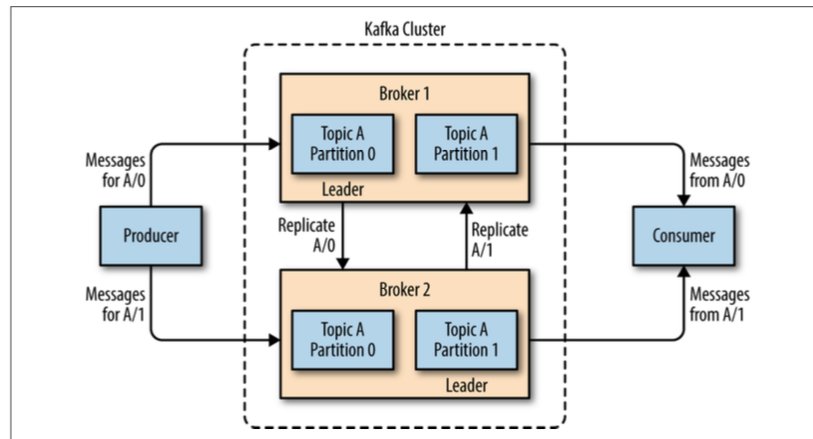 Kafka Cluster
Broker 1
Topic A
Partition 0
Topic A
Partition 1
Leader
Messages
for A/0
Messages
from A/0
Producer
Replicate
A/0
Replicate
A/1
Consumer
Messages
for A/1
Messages
from A/1
Broker 2
Topic A
Partition 0
Topic A
Partition 1
Leader